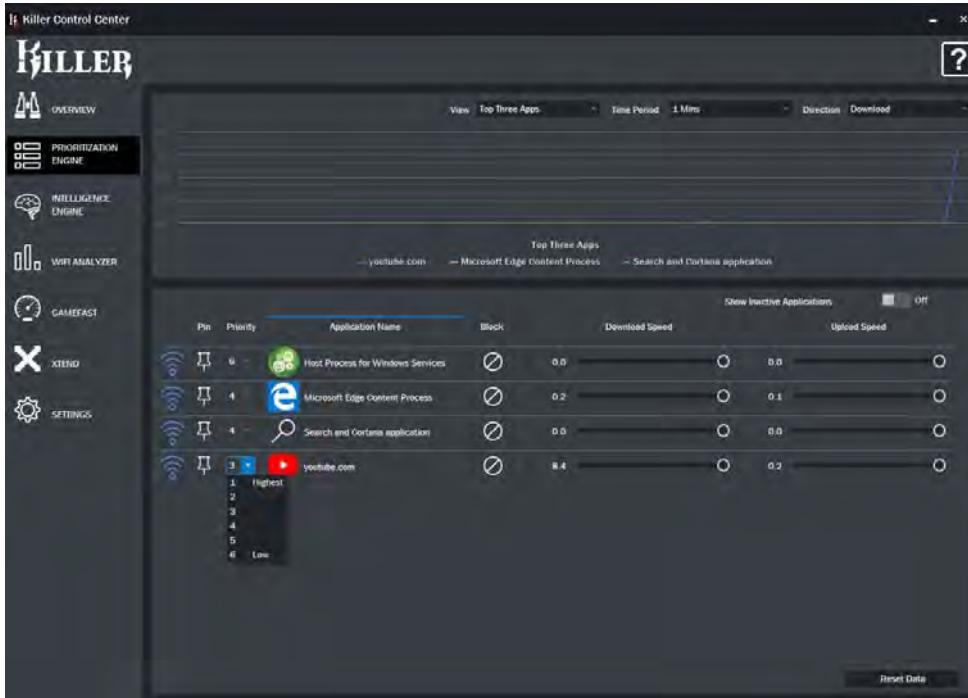 Killer Control Center
KILLER
?
OVERVIEW
View Top Three Apps Time Period 1 Mins Direction Download
PRIORITIZATION
ENGINE
INTELLIGENCE
ENGINE
WIFI ANALYZER
Top Three Apps
youtube.com Microsoft Edge Content Process Search and Cortana application
GAMEFAST
Show Inactive Applications Off
Pin Priority Application Name Block Download Speed Upload Speed
XTEND
6 Host Process for Windows Services 0.0 0.0
SETTINGS
4 Microsoft Edge Content Process 0.2 0.1
4 Search and Cortana application 0.0 0.0
3 youtube.com 8.4 0.2
1 Highest
2
3
4
5
6 Low
Reset Data